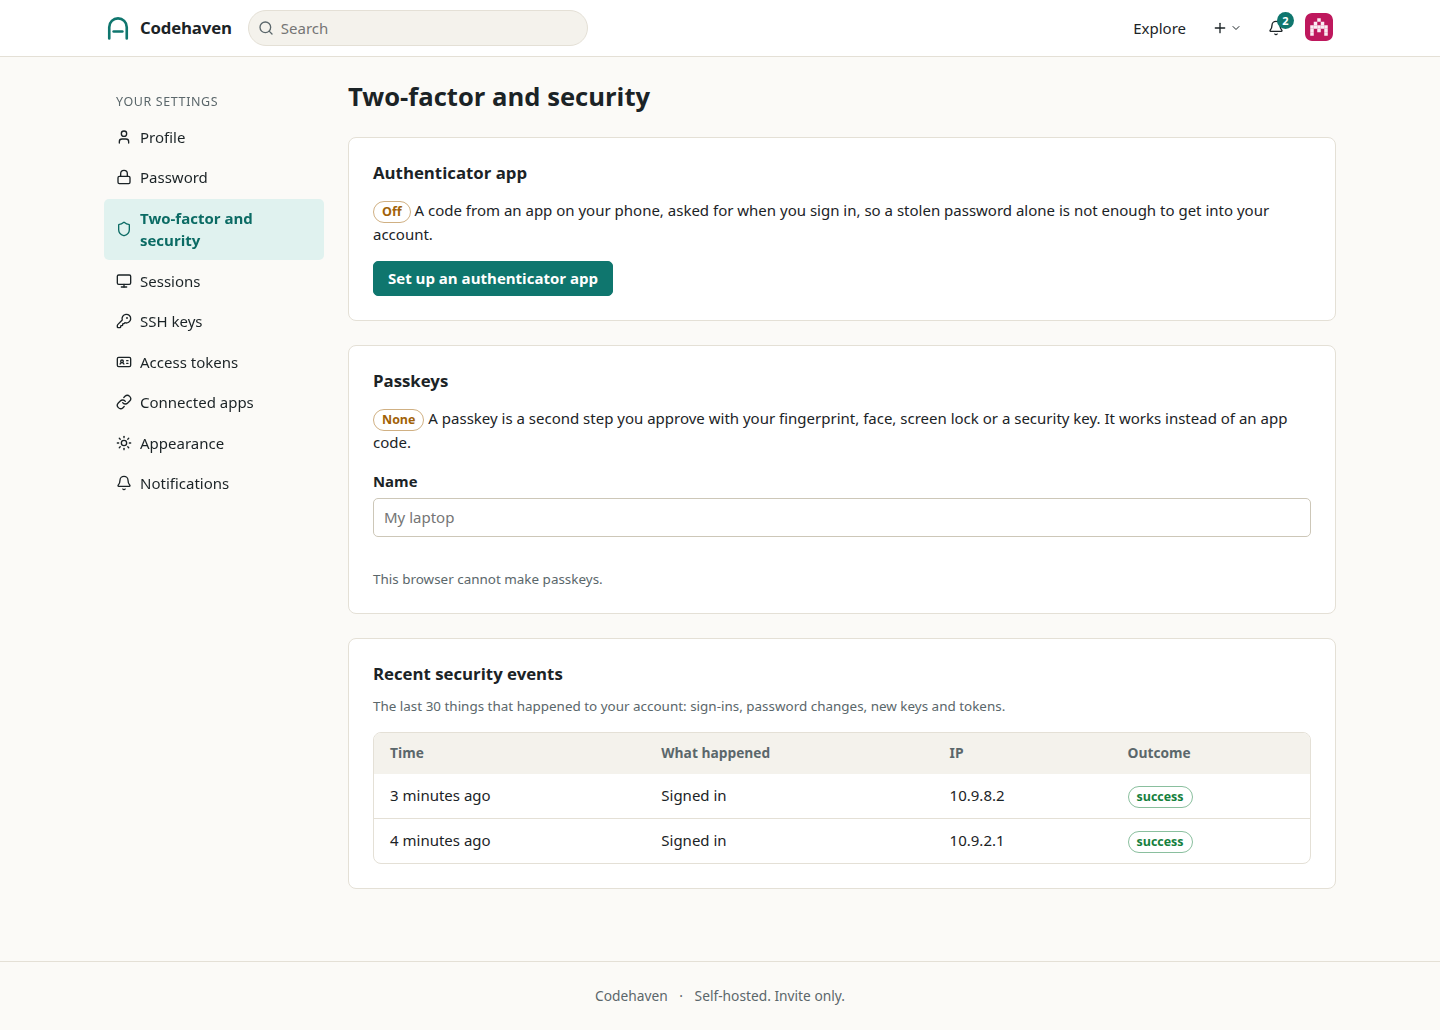 Codehaven
Search
Explore
2
YOUR SETTINGS
Profile
Password
Two-factor and
security
Sessions
SSH keys
Access tokens
Connected apps
Appearance
Notifications
Two-factor and security
Authenticator app
Off A code from an app on your phone, asked for when you sign in, so a stolen password alone is not enough to get into your
account.
Set up an authenticator app
Passkeys
None A passkey is a second step you approve with your fingerprint, face, screen lock or a security key. It works instead of an app
code.
Name
My laptop
This browser cannot make passkeys.
Recent security events
The last 30 things that happened to your account: sign-ins, password changes, new keys and tokens.
Time What happened IP Outcome
3 minutes ago Signed in 10.9.8.2 success
4 minutes ago Signed in 10.9.2.1 success
Codehaven · Self-hosted. Invite only.